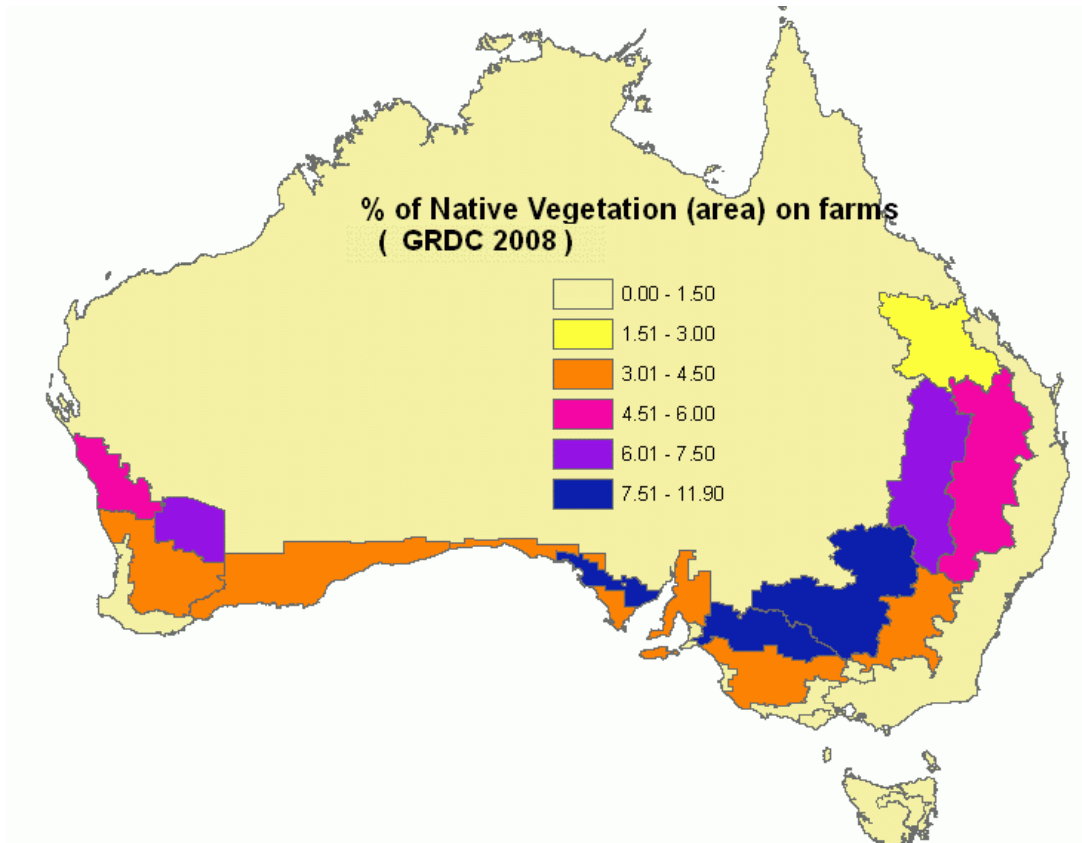 % of Native Vegetation (area) on farms
( GRDC 2008 )
0.00 - 1.50
1.51 - 3.00
3.01 - 4.50
4.51 - 6.00
6.01 - 7.50
7.51 - 11.90